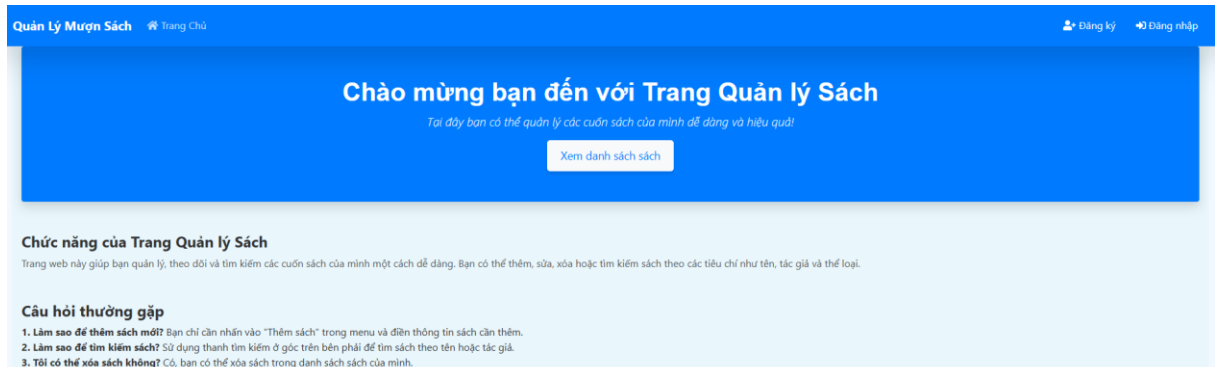 Quản Lý Mượn Sách Trang Chủ Đăng ký Đăng nhập
Chào mừng bạn đến với Trang Quản lý Sách
Tại đây bạn có thể quản lý các cuốn sách của mình dễ dàng và hiệu quả!
Xem danh sách sách
Chức năng của Trang Quản lý Sách
Trang web này giúp bạn quản lý, theo dõi và tìm kiếm các cuốn sách của mình một cách dễ dàng. Bạn có thể thêm, sửa, xóa hoặc tìm kiếm sách theo các tiêu chí như tên, tác giả và thể loại.
Câu hỏi thường gặp
1. Làm sao để thêm sách mới? Bạn chỉ cần nhấn vào "Thêm sách" trong menu và điền thông tin sách cần thêm.
2. Làm sao để tìm kiếm sách? Sử dụng thanh tìm kiếm ở góc trên bên phải để tìm sách theo tên hoặc tác giả.
3. Tôi có thể xóa sách không? Có, bạn có thể xóa sách trong danh sách sách của mình.